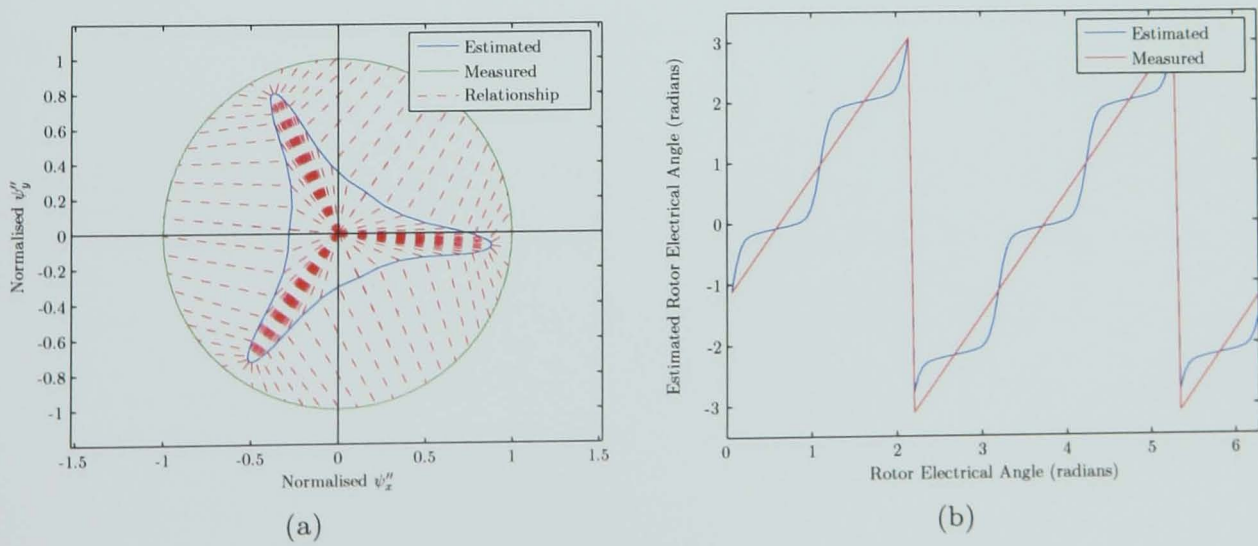 Estimated
Measured
Relationship
1
0.8
0.6
0.4
0.2
0
-0.2
-0.4
-0.6
-0.8
-1
Normalised ψ″y
-1.5 -1 -0.5 0 0.5 1 1.5
Normalised ψ″x
(a)
Estimated
Measured
3
2
1
0
-1
-2
-3
Estimated Rotor Electrical Angle (radians)
0 1 2 3 4 5 6
Rotor Electrical Angle (radians)
(b)